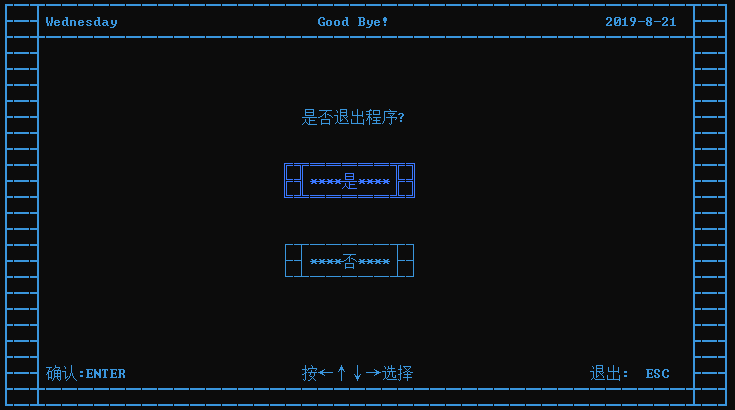 Wednesday Good Bye! 2019-8-21
是否退出程序?
****是****
****否****
确认:ENTER 按←↑↓→选择 退出: ESC